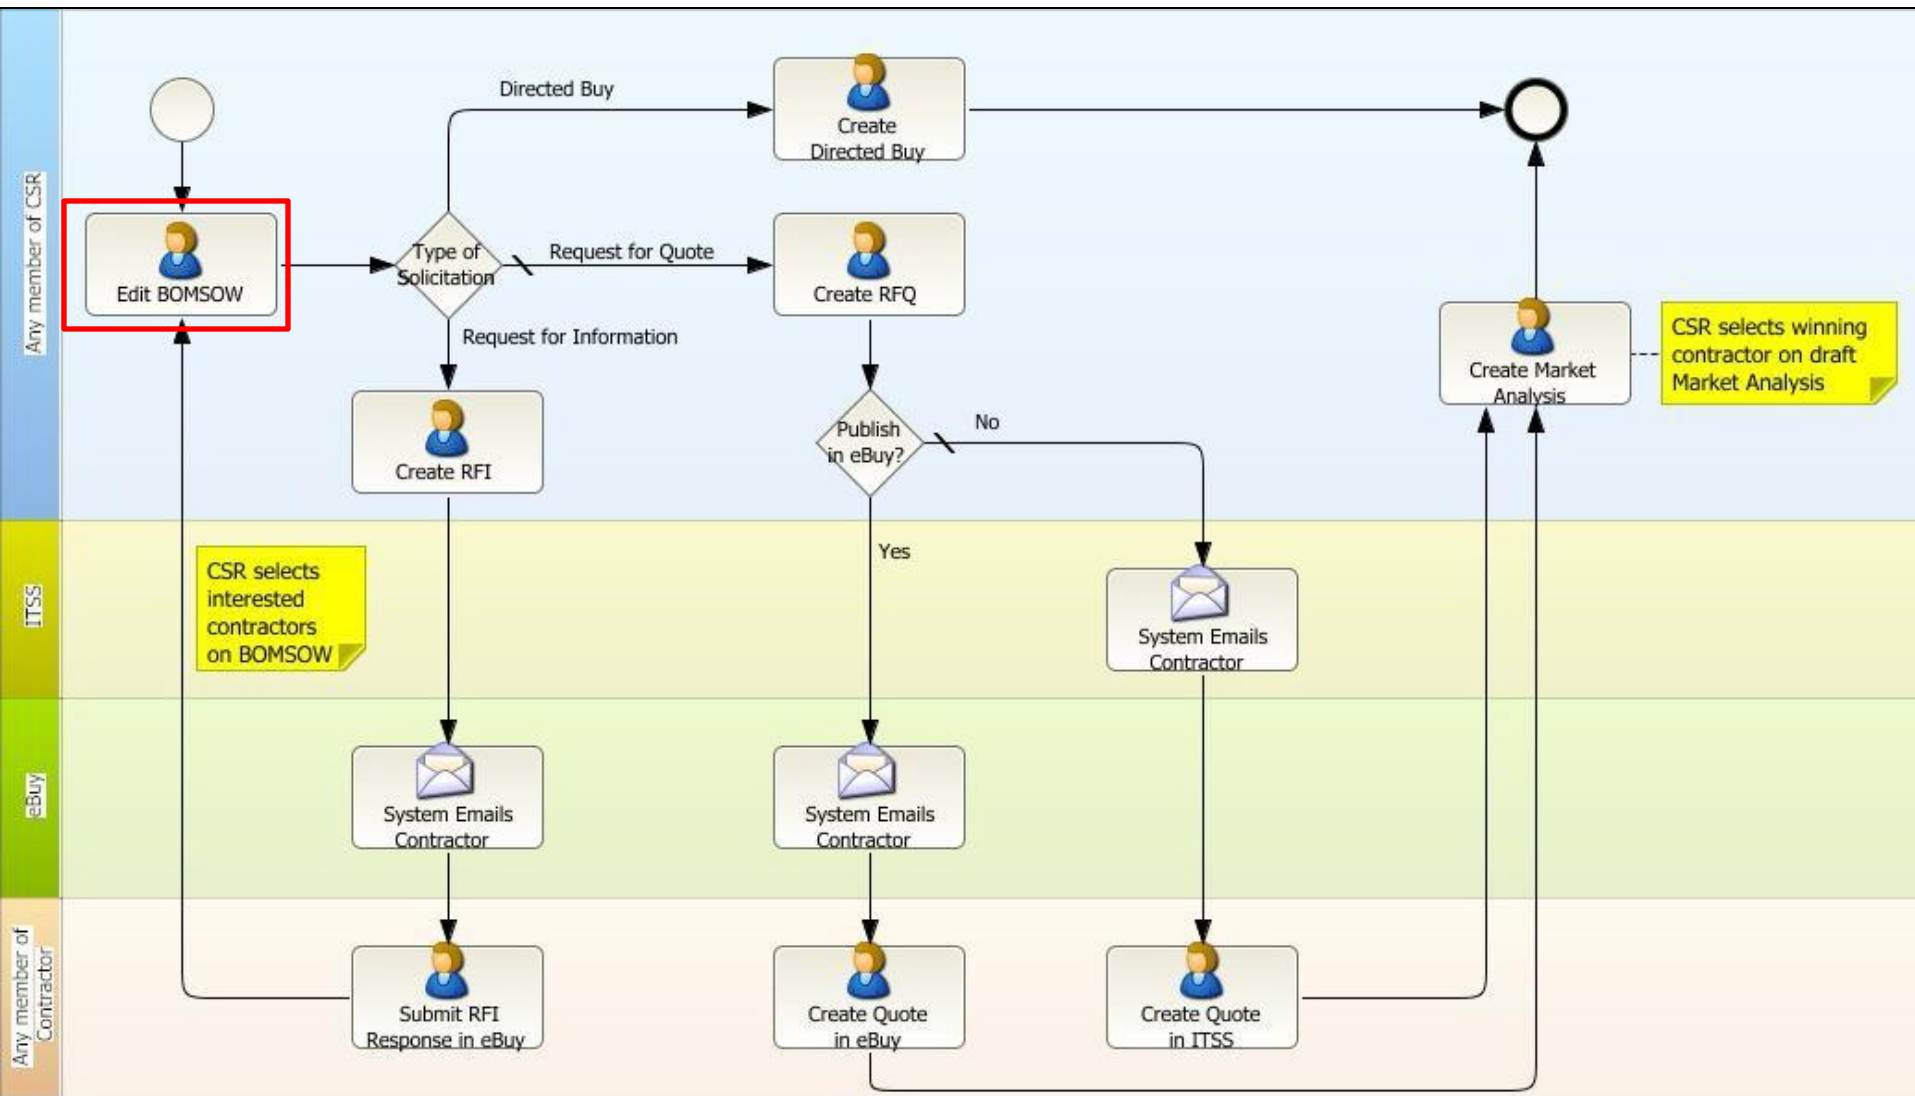 Any member of CSR
Directed Buy
Create
Directed Buy
Edit BOMSOW
Type of
Solicitation
Request for Quote
Create RFQ
Request for Information
Create RFI
Publish
in eBuy?
No
Yes
Create Market
Analysis
CSR selects winning
contractor on draft
Market Analysis
ITSS
CSR selects
interested
contractors
on BOMSOW
System Emails
Contractor
eBuy
System Emails
Contractor
System Emails
Contractor
Any member of
Contractor
Submit RFI
Response in eBuy
Create Quote
in eBuy
Create Quote
in ITSS